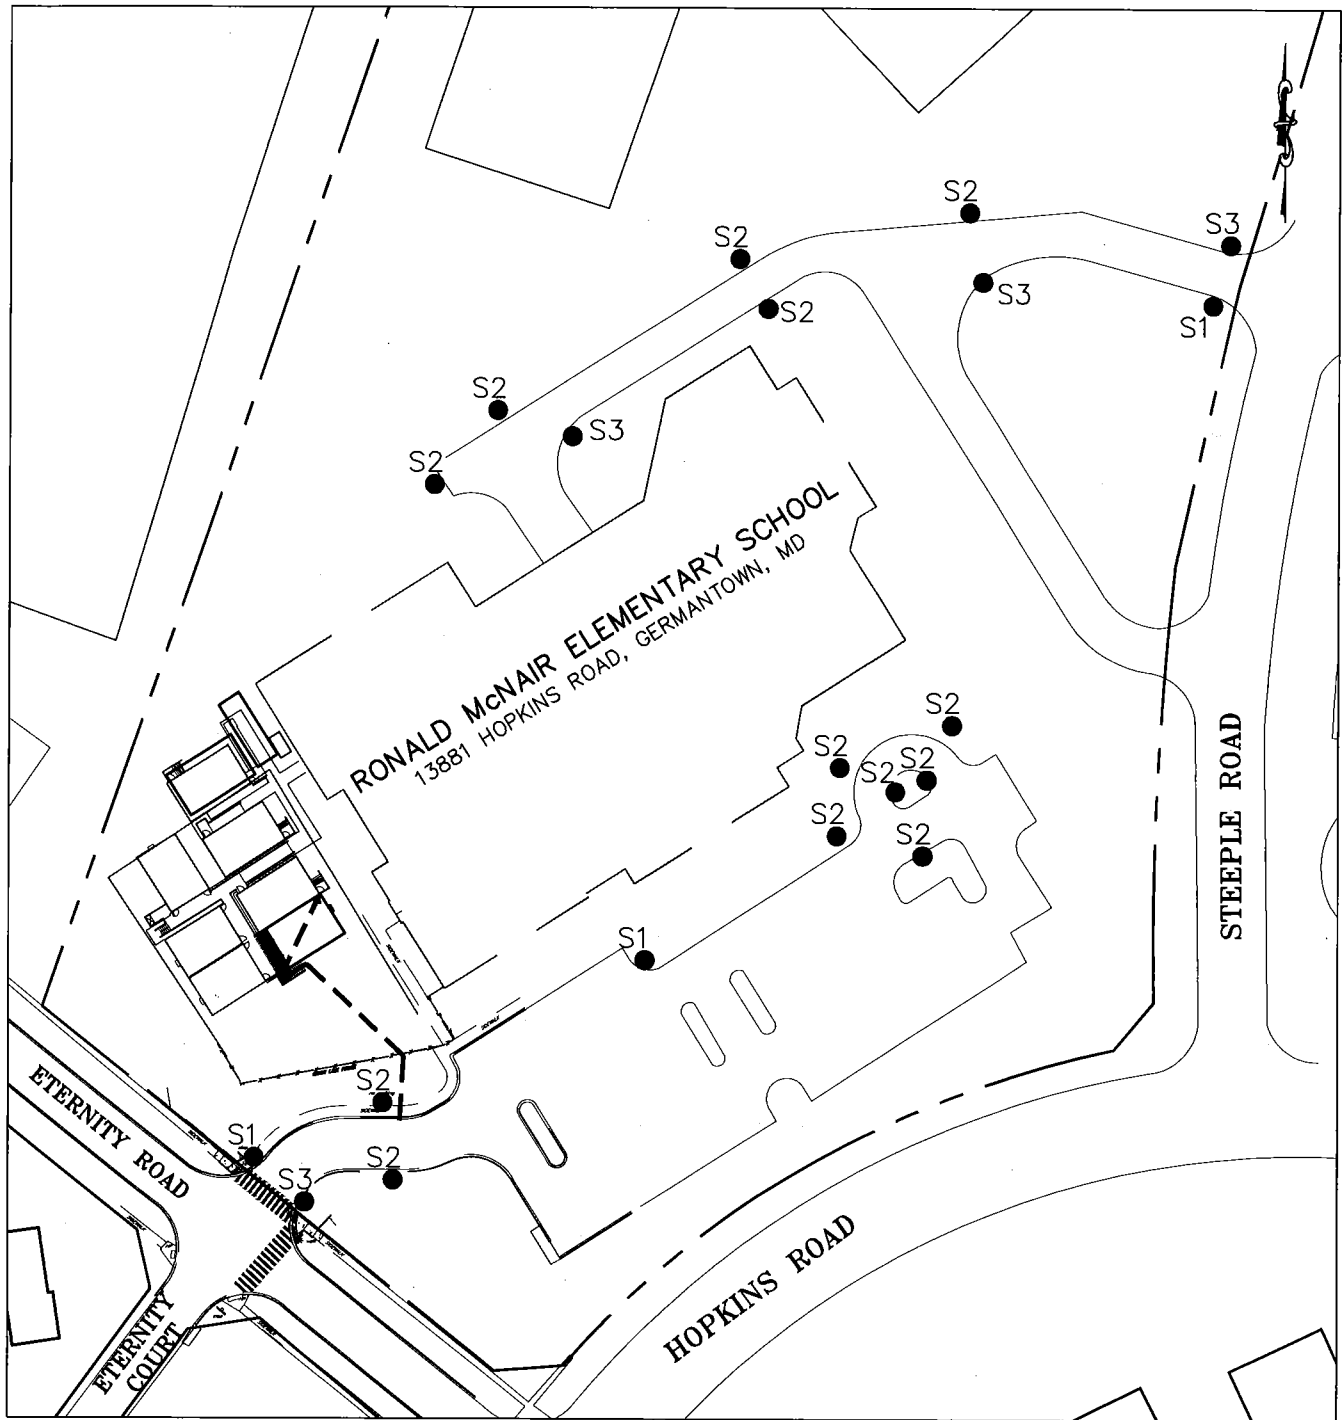 S2
S2
S3
S3
S2
S1
S2
S3
S2
RONALD McNAIR ELEMENTARY SCHOOL
13881 HOPKINS ROAD, GERMANTOWN, MD
S2
S2
S2
S2
S2
S2
STEEPLE ROAD
S1
S2
ETERNITY ROAD
S1
S2
S3
HOPKINS ROAD
ETERNITY
COURT